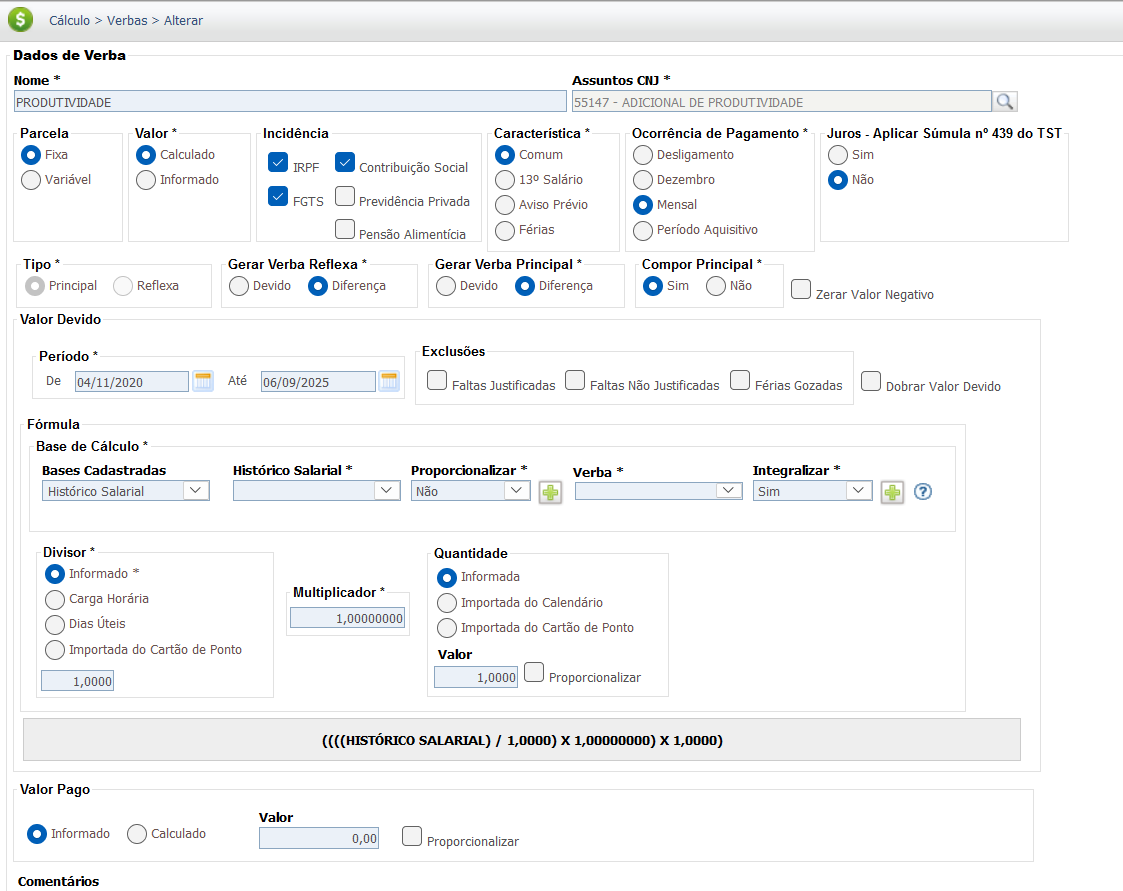 Cálculo > Verbas > Alterar
Dados de Verba
Nome *
Assuntos CNJ *
PRODUTIVIDADE
55147 - ADICIONAL DE PRODUTIVIDADE
Parcela
Fixa
Variável
Valor *
Calculado
Informado
Incidência
IRPF
Contribuição Social
FGTS
Previdência Privada
Pensão Alimentícia
Característica *
Comum
13º Salário
Aviso Prévio
Férias
Ocorrência de Pagamento *
Desligamento
Dezembro
Mensal
Período Aquisitivo
Juros - Aplicar Súmula nº 439 do TST
Sim
Não
Tipo *
Principal
Reflexa
Gerar Verba Reflexa *
Devido
Diferença
Gerar Verba Principal *
Devido
Diferença
Compor Principal *
Sim
Não
Zerar Valor Negativo
Valor Devido
Período *
De 04/11/2020 Até 06/09/2025
Exclusões
Faltas Justificadas
Faltas Não Justificadas
Férias Gozadas
Dobrar Valor Devido
Fórmula
Base de Cálculo *
Bases Cadastradas
Histórico Salarial
Histórico Salarial *
Proporcionalizar *
Não
Verba *
Integralizar *
Sim
Divisor *
Informado *
Carga Horária
Dias Úteis
Importada do Cartão de Ponto
1,0000
Multiplicador *
1,00000000
Quantidade
Informada
Importada do Calendário
Importada do Cartão de Ponto
Valor
1,0000
Proporcionalizar
((((HISTÓRICO SALARIAL) / 1,0000) X 1,00000000) X 1,0000)
Valor Pago
Informado
Calculado
Valor
0,00
Proporcionalizar
Comentários